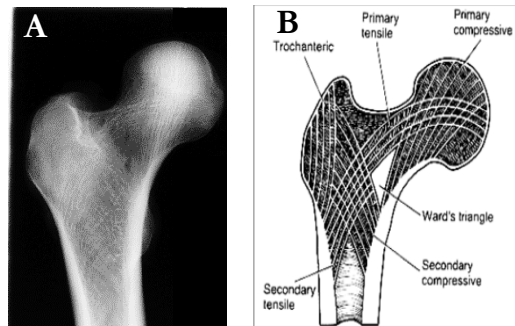 A
B
Primary
compressive
Primary
tensile
Trochanteric
Ward's triangle
Secondary
compressive
Secondary
tensile